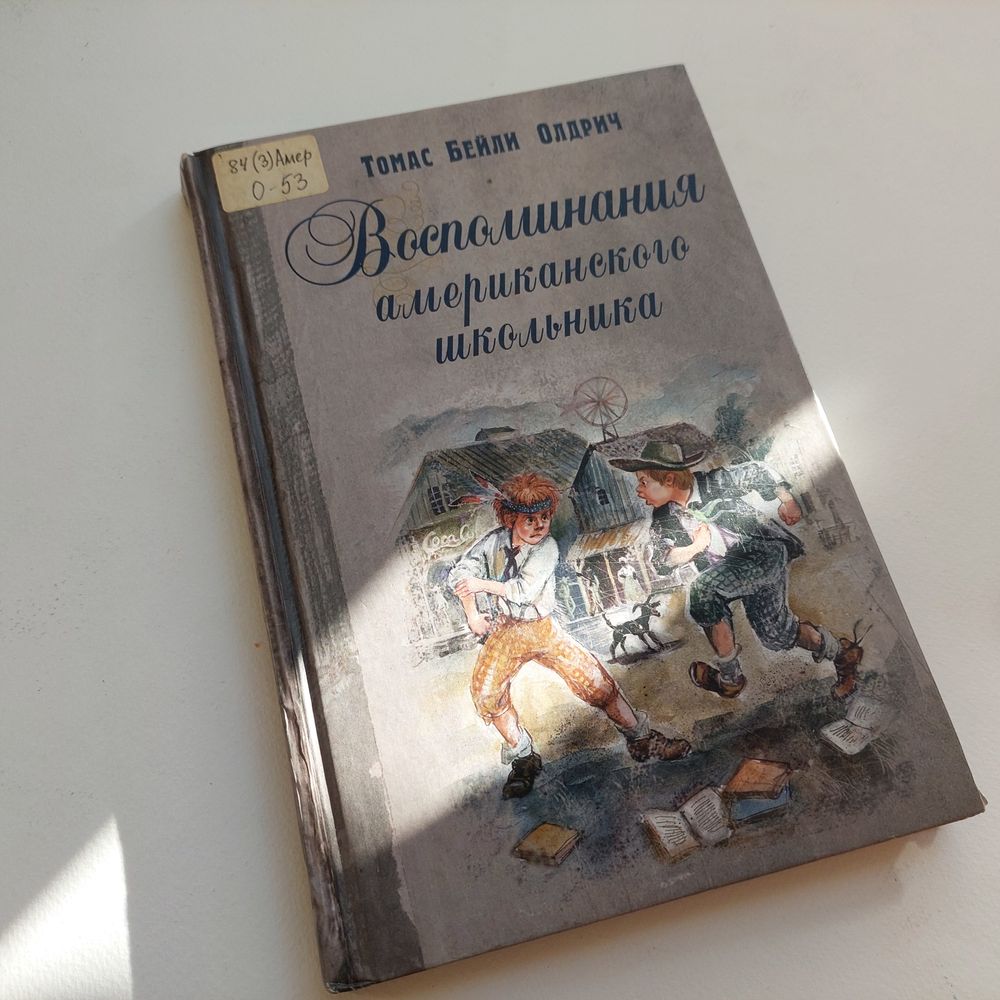 84(3)Амер
О-53
Томас Бейли Олдрич
Воспоминания
американского
школьника